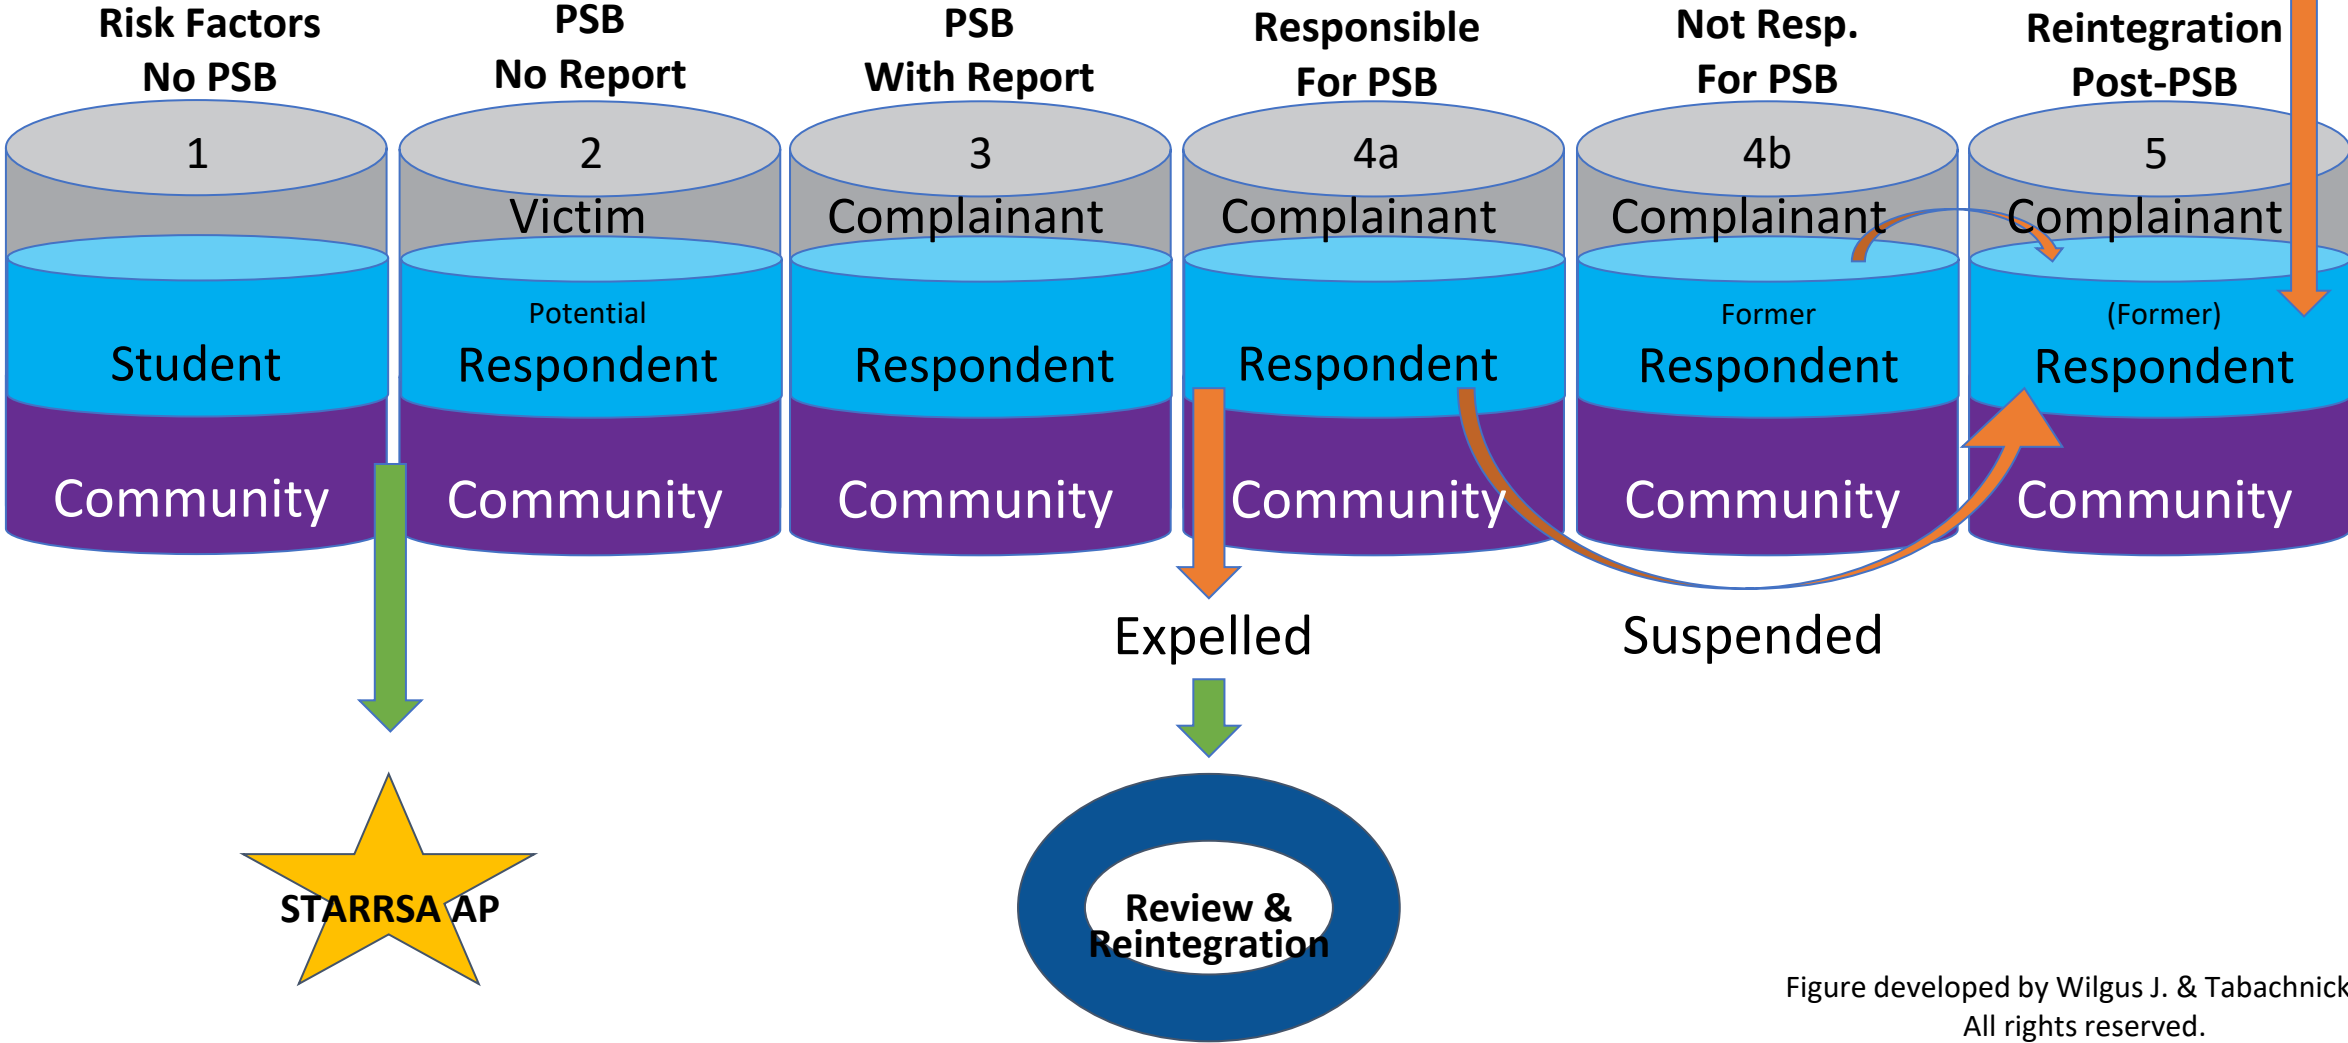 Risk Factors
No PSB
PSB
No Report
PSB
With Report
Responsible
For PSB
Not Resp.
For PSB
Reintegration
Post-PSB
1
2
3
4a
4b
5
Victim
Complainant
Complainant
Complainant
Complainant
Student
Potential
Respondent
Respondent
Respondent
Former
Respondent
(Former)
Respondent
Community
Community
Community
Community
Community
Community
Expelled
Suspended
STARRSA AP
Review &
Reintegration
Figure developed by Wilgus J. & Tabachnick
All rights reserved.